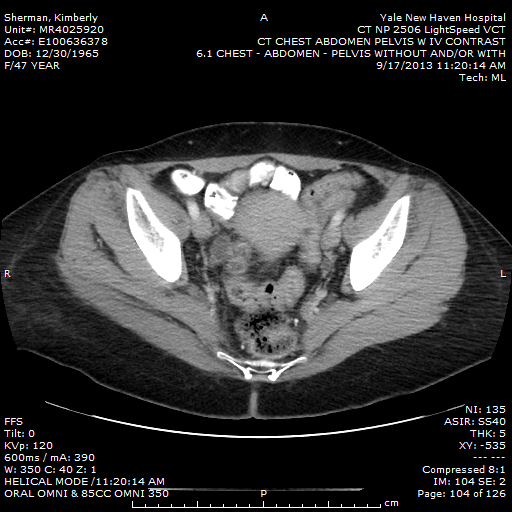 Sherman, Kimberly
Unit#: MR4025920
Acc#: E100636378
DOB: 12/30/1965
F/47 YEAR
A
Yale New Haven Hospital
CT NP 2506 LightSpeed VCT
CT CHEST ABDOMEN PELVIS W IV CONTRAST
6.1 CHEST - ABDOMEN - PELVIS WITHOUT AND/OR WITH
9/17/2013 11:20:14 AM
Tech: ML
R
L
FFS
Tilt: 0
KVp: 120
600ms / mA: 390
W: 350 C: 40 Z: 1
HELICAL MODE /11:20:14 AM
ORAL OMNI & 85CC OMNI 350
P
cm
NI: 135
ASIR: SS40
THK: 5
XY: -535
--- ---
Compressed 8:1
IM: 104 SE: 2
Page: 104 of 126